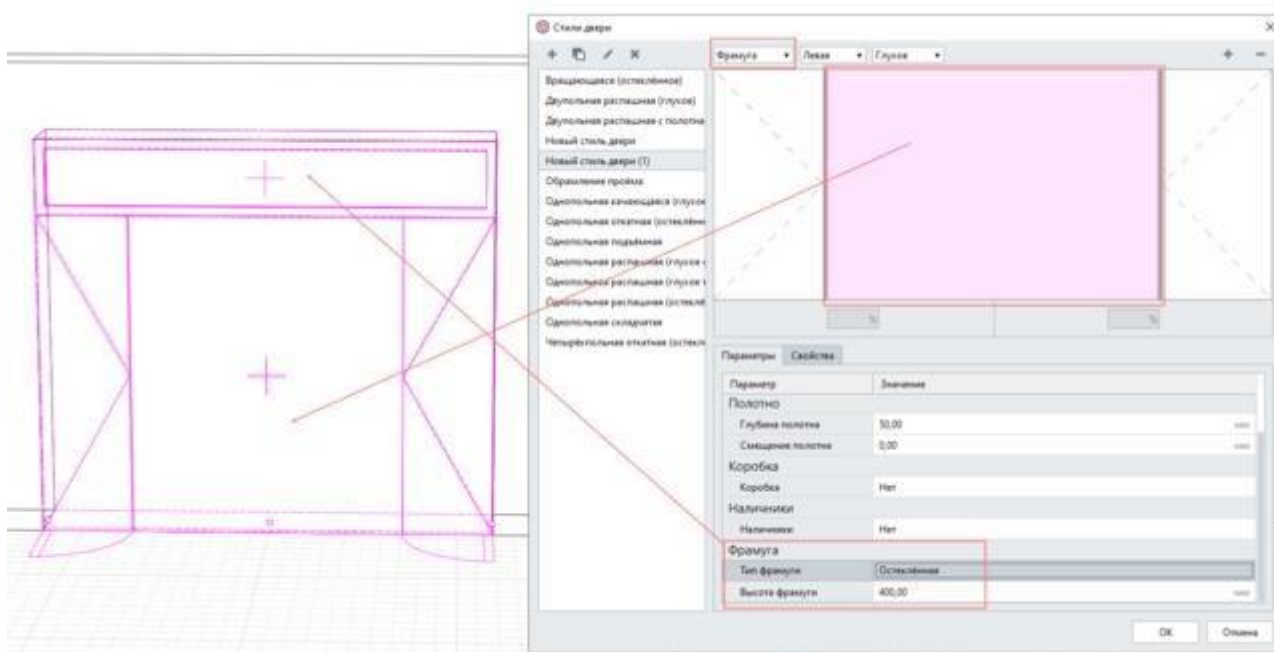 Стили двери
Фрамуга Левая Глухое
Вращающаяся (остеклённое)
Двупольная распашная (глухое)
Двупольная распашная с полотна
Новый стиль двери
Новый стиль двери (1)
Обрамление проёма
Однопольная качающаяся (глухое
Однопольная откатная (остеклённ
Однопольная подъёмная
Однопольная распашная (глухое
Однопольная распашная (глухое
Однопольная распашная (остеклё
Однопольная складчатая
Четырёхпольная откатная (остекл
% %
Параметры Свойства
Параметр Значение
Полотно
Глубина полотна 50,00
Смещение полотна 0,00
Коробка
Коробка Нет
Наличники
Наличники Нет
Фрамуга
Тип фрамуги Остеклённая
Высота фрамуги 400,00
OK Отмена